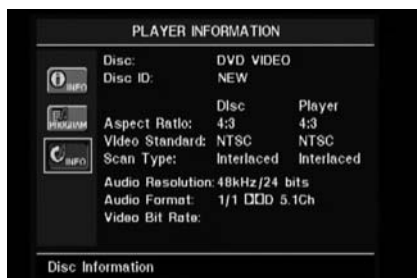 PLAYER INFORMATION
Disc: DVD VIDEO
Disc ID: NEW
INFO
Disc Player
PROGRAM
Aspect Ratio: 4:3 4:3
Video Standard: NTSC NTSC
Scan Type: Interlaced Interlaced
INFO
Audio Resolution: 48kHz/24 bits
Audio Format: 1/1 D 5.1Ch
Video Bit Rate:
Disc Information